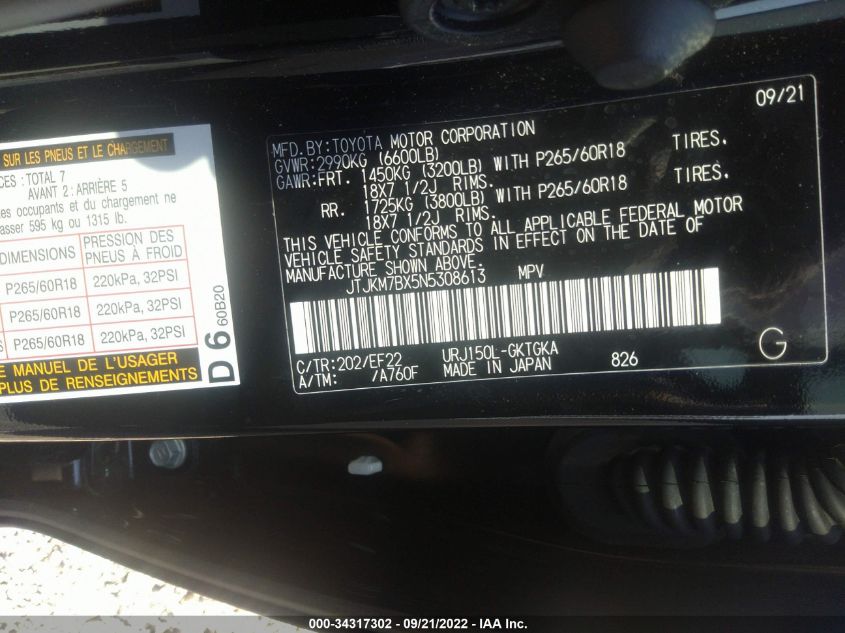 SUR LES PNEUS ET LE CHARGEMENT
TOTAL 7
AVANT 2 : ARRIÈRE 5
occupants et du chargement ne
595 kg ou 1315 lb.
DIMENSIONS PRESSION DES PNEUS À FROID
P265/60R18 220kPa, 32PSI
P265/60R18 220kPa, 32PSI
P265/60R18 220kPa, 32PSI
MANUEL DE L'USAGER
PLUS DE RENSEIGNEMENTS
D6 60B20
09/21
MFD.BY:TOYOTA MOTOR CORPORATION
GVWR:2990KG (6600LB)
GAWR:FRT. 1450KG (3200LB) WITH P265/60R18 TIRES.
18X7 1/2J RIMS.
RR. 1725KG (3800LB) WITH P265/60R18 TIRES.
18X7 1/2J RIMS.
THIS VEHICLE CONFORMS TO ALL APPLICABLE FEDERAL MOTOR
VEHICLE SAFETY STANDARDS IN EFFECT ON THE DATE OF
MANUFACTURE SHOWN ABOVE.
JTJKM7BX5N5308613 MPV
C/TR:202/EF22 URJ150L-GKTGKA
A/TM: /A760F MADE IN JAPAN 826
G
000-34317302 - 09/21/2022 - IAA Inc.